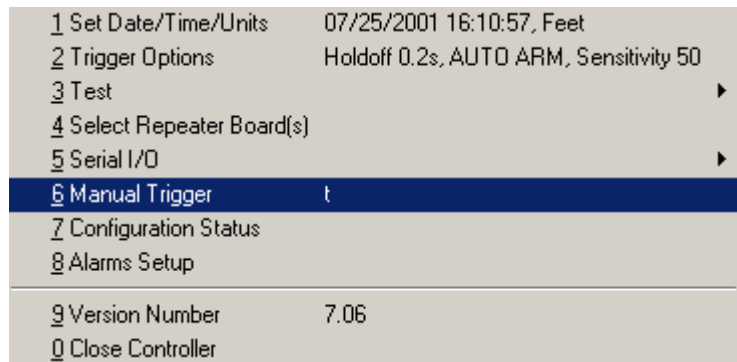 1 Set Date/Time/Units 07/25/2001 16:10:57, Feet
2 Trigger Options Holdoff 0.2s, AUTO ARM, Sensitivity 50
3 Test
4 Select Repeater Board(s)
5 Serial I/O
6 Manual Trigger t
7 Configuration Status
8 Alarms Setup
9 Version Number 7.06
0 Close Controller